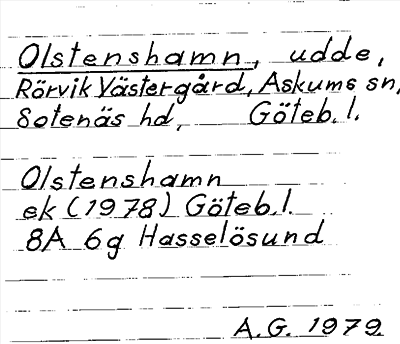 Olstenshamn, udde,
Rörvik Västergård, Askums sn,
Sotenäs hd, Göteb. l.
Olstenshamn
ek (1978) Göteb. l.
8A 6g Hasselösund
A.G. 1979.